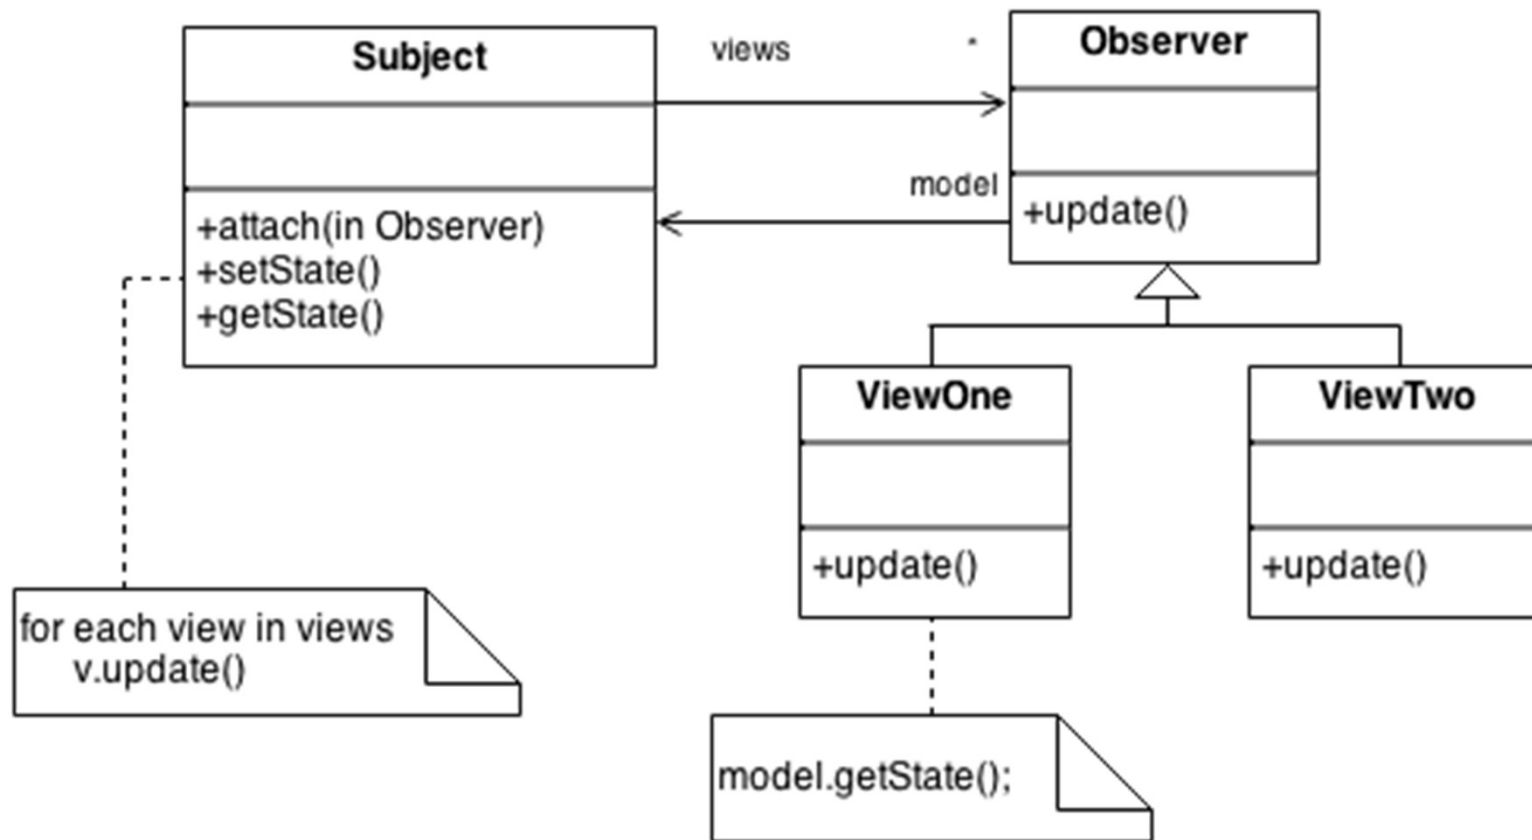 Subject
+attach(in Observer)
+setState()
+getState()
views
*
model
Observer
+update()
ViewOne
+update()
ViewTwo
+update()
for each view in views
v.update()
model.getState();